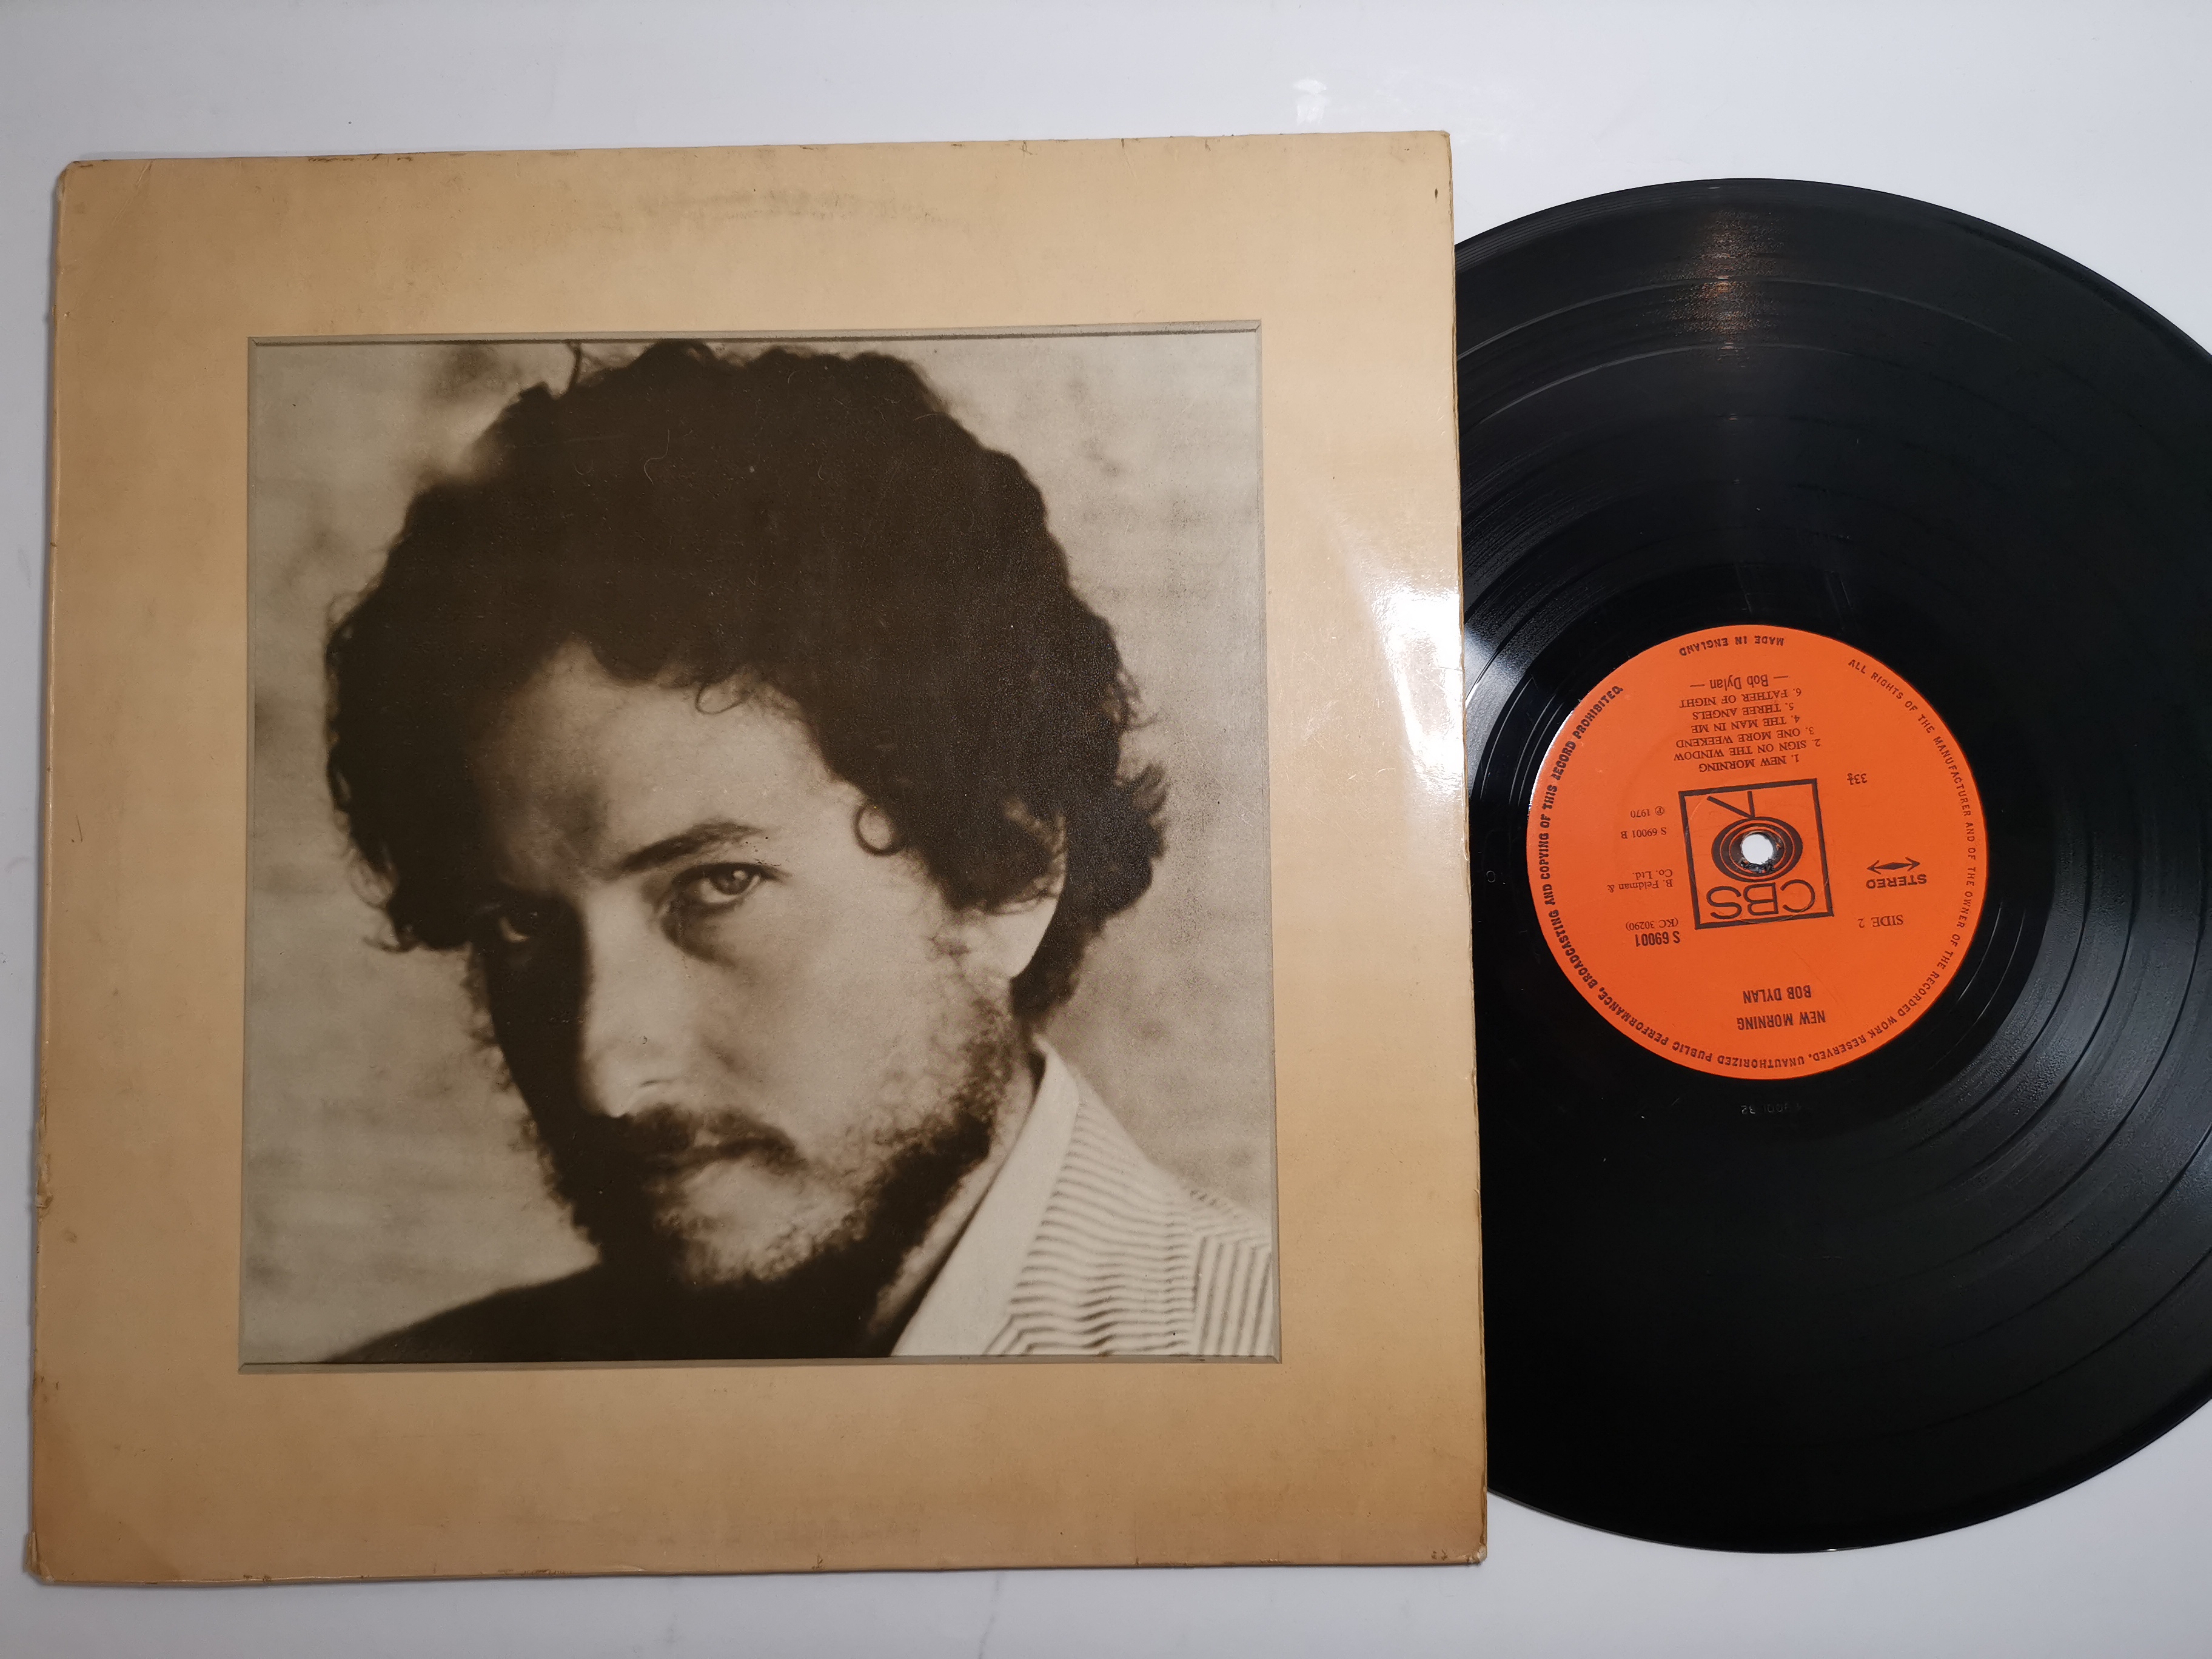 NEW MORNING
BOB DYLAN
SIDE 2
STEREO
33⅓
CBS
S 69001
(KC 30290)
B. Feldman &
Co. Ltd.
S 69001 B
℗ 1970
1. NEW MORNING
2. SIGN ON THE WINDOW
3. ONE MORE WEEKEND
4. THE MAN IN ME
5. THREE ANGELS
6. FATHER OF NIGHT
— Bob Dylan —
MADE IN ENGLAND
ALL RIGHTS OF THE MANUFACTURER AND OF THE OWNER OF THE RECORDED WORK RESERVED. UNAUTHORIZED PUBLIC PERFORMANCE, BROADCASTING AND COPYING OF THIS RECORD PROHIBITED.